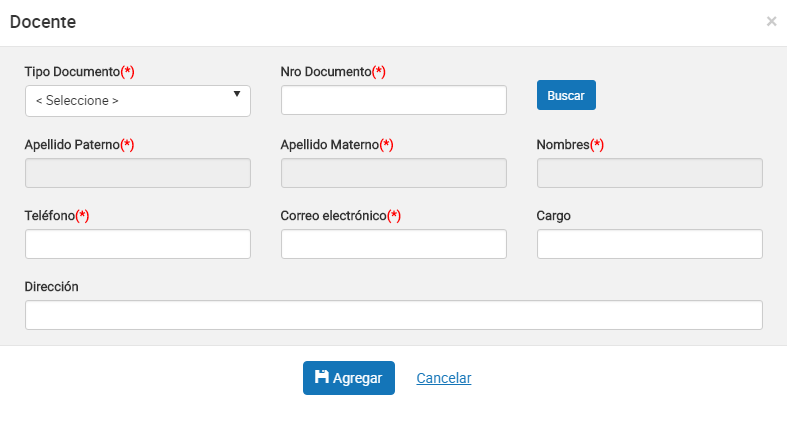 Docente ×
Tipo Documento(*) Nro Documento(*)
< Seleccione > Buscar
Apellido Paterno(*) Apellido Materno(*) Nombres(*)
Teléfono(*) Correo electrónico(*) Cargo
Dirección
Agregar Cancelar